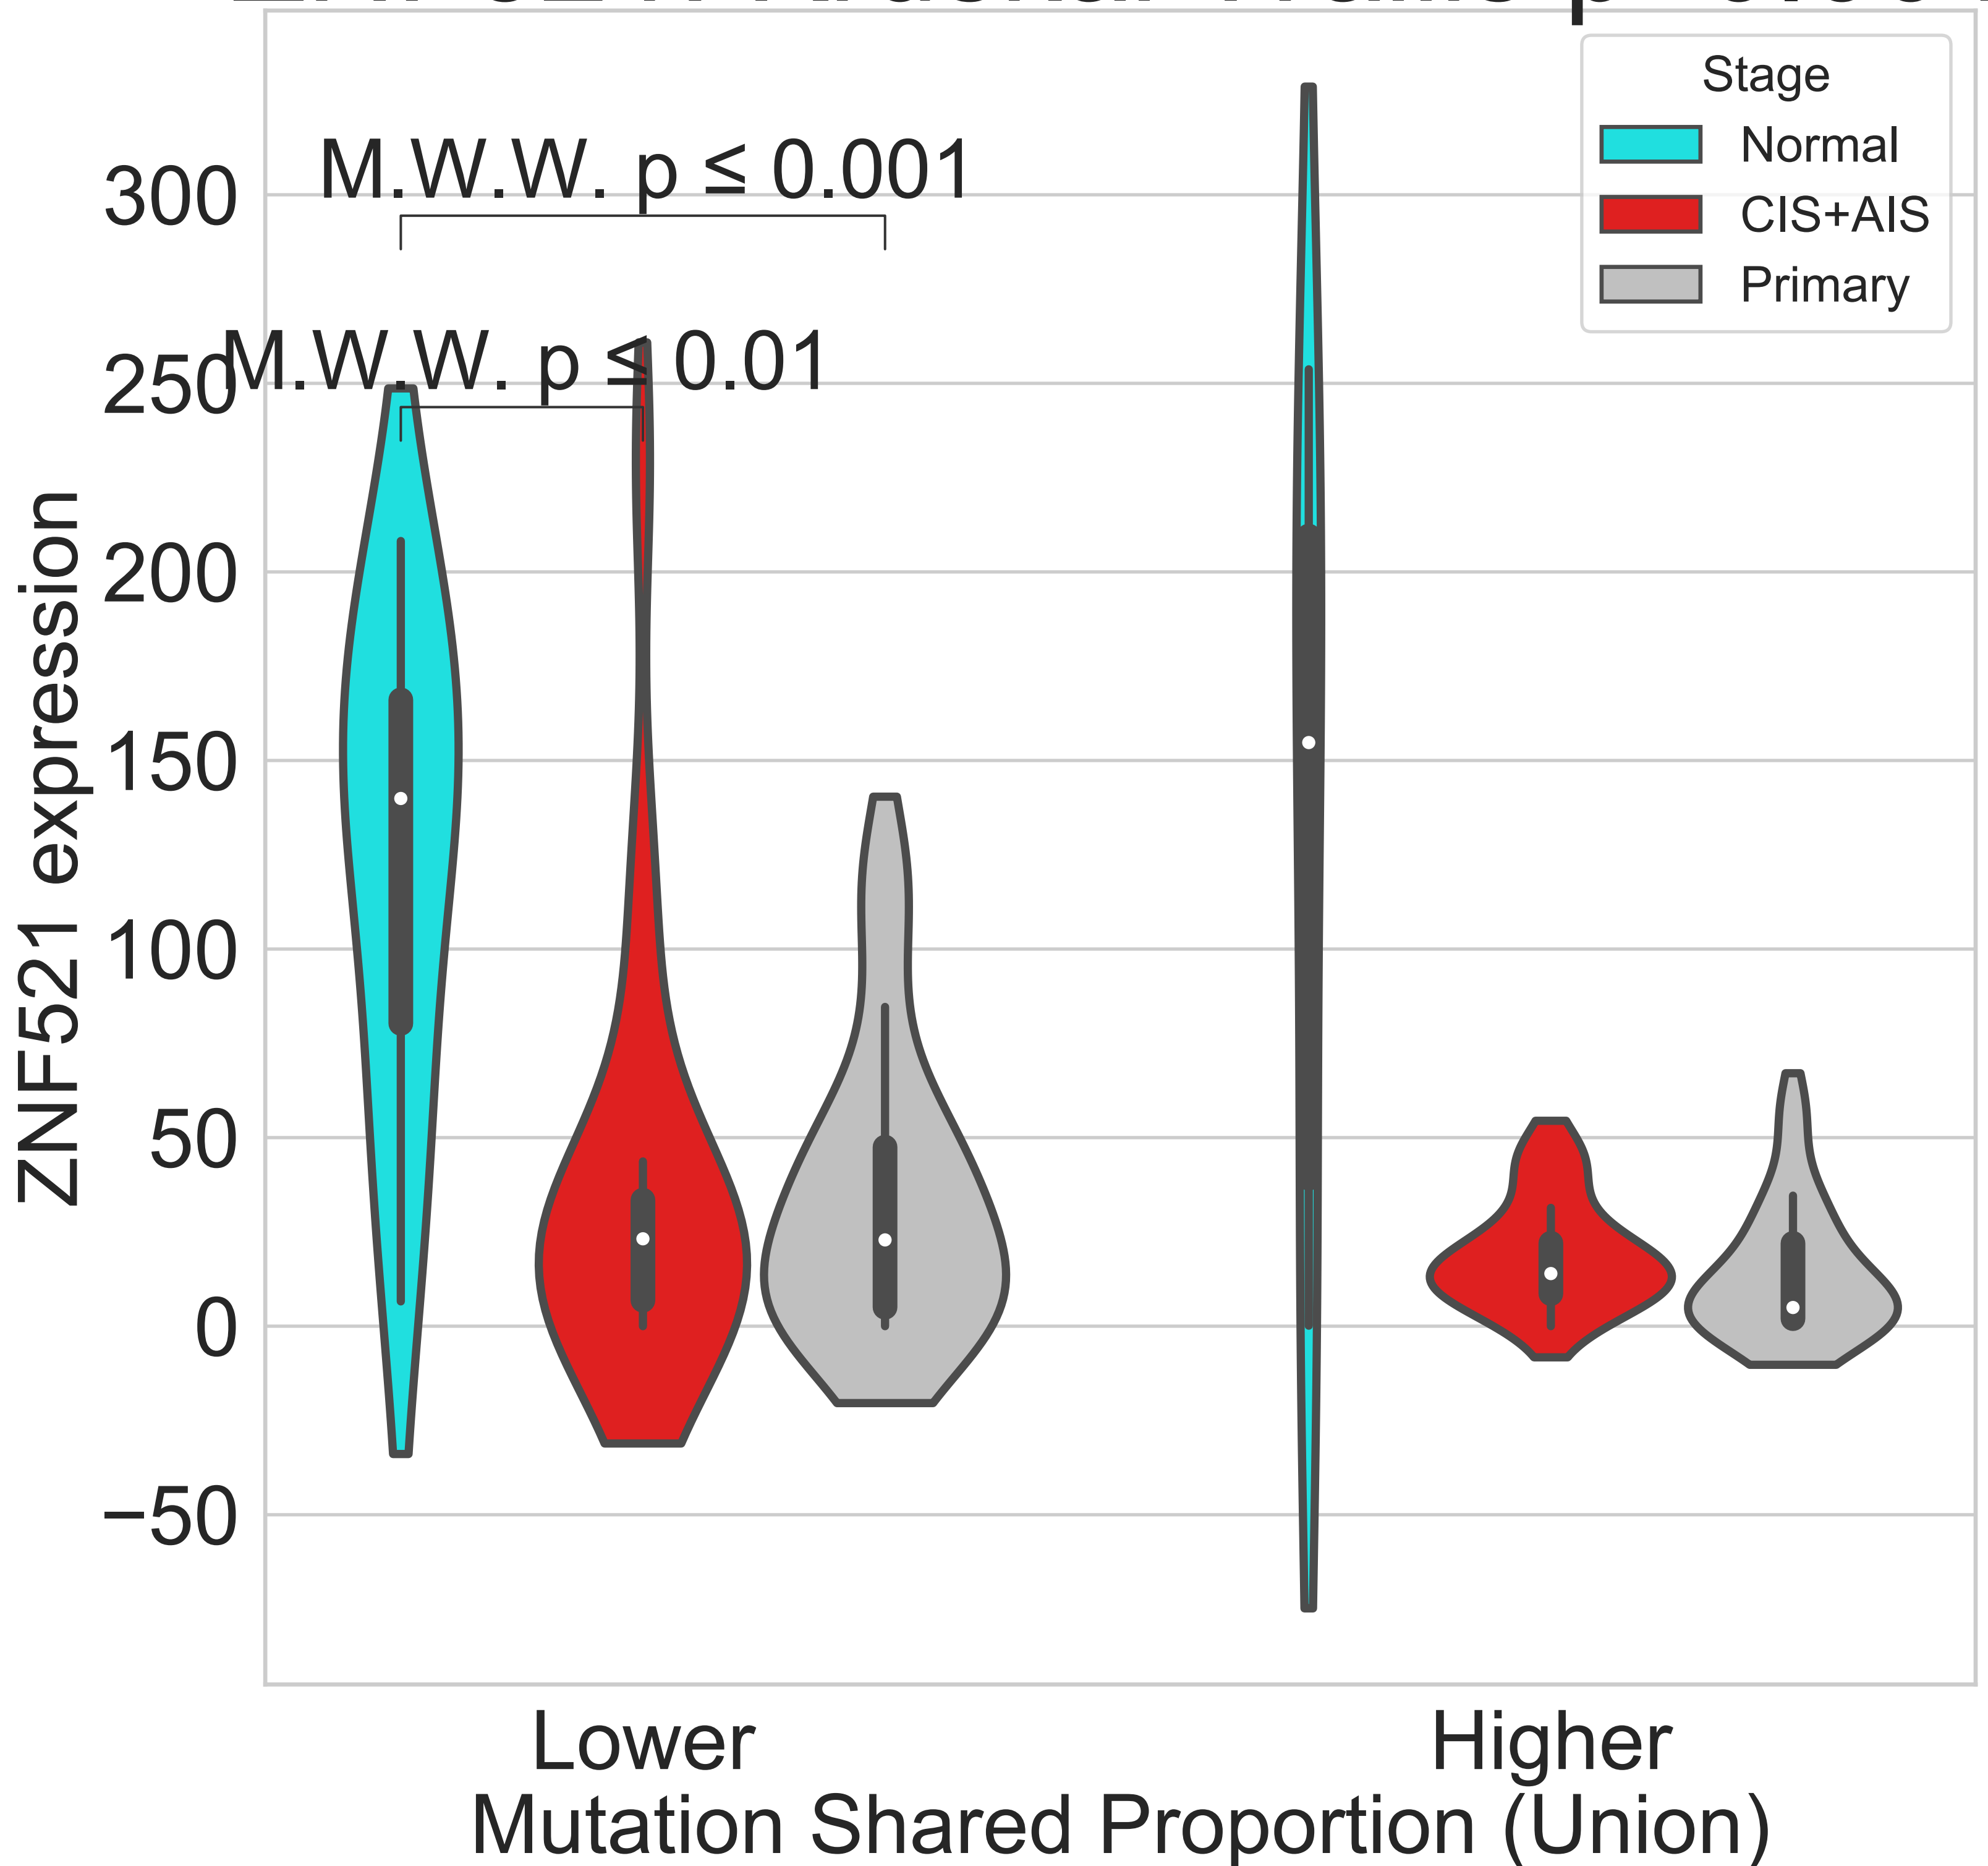 Stage
Normal
CIS+AIS
Primary
M.W.W. p ≤ 0.001
M.W.W. p ≤ 0.01
300
250
200
150
100
50
0
−50
ZNF521 expression
Lower
Higher
Mutation Shared Proportion (Union)